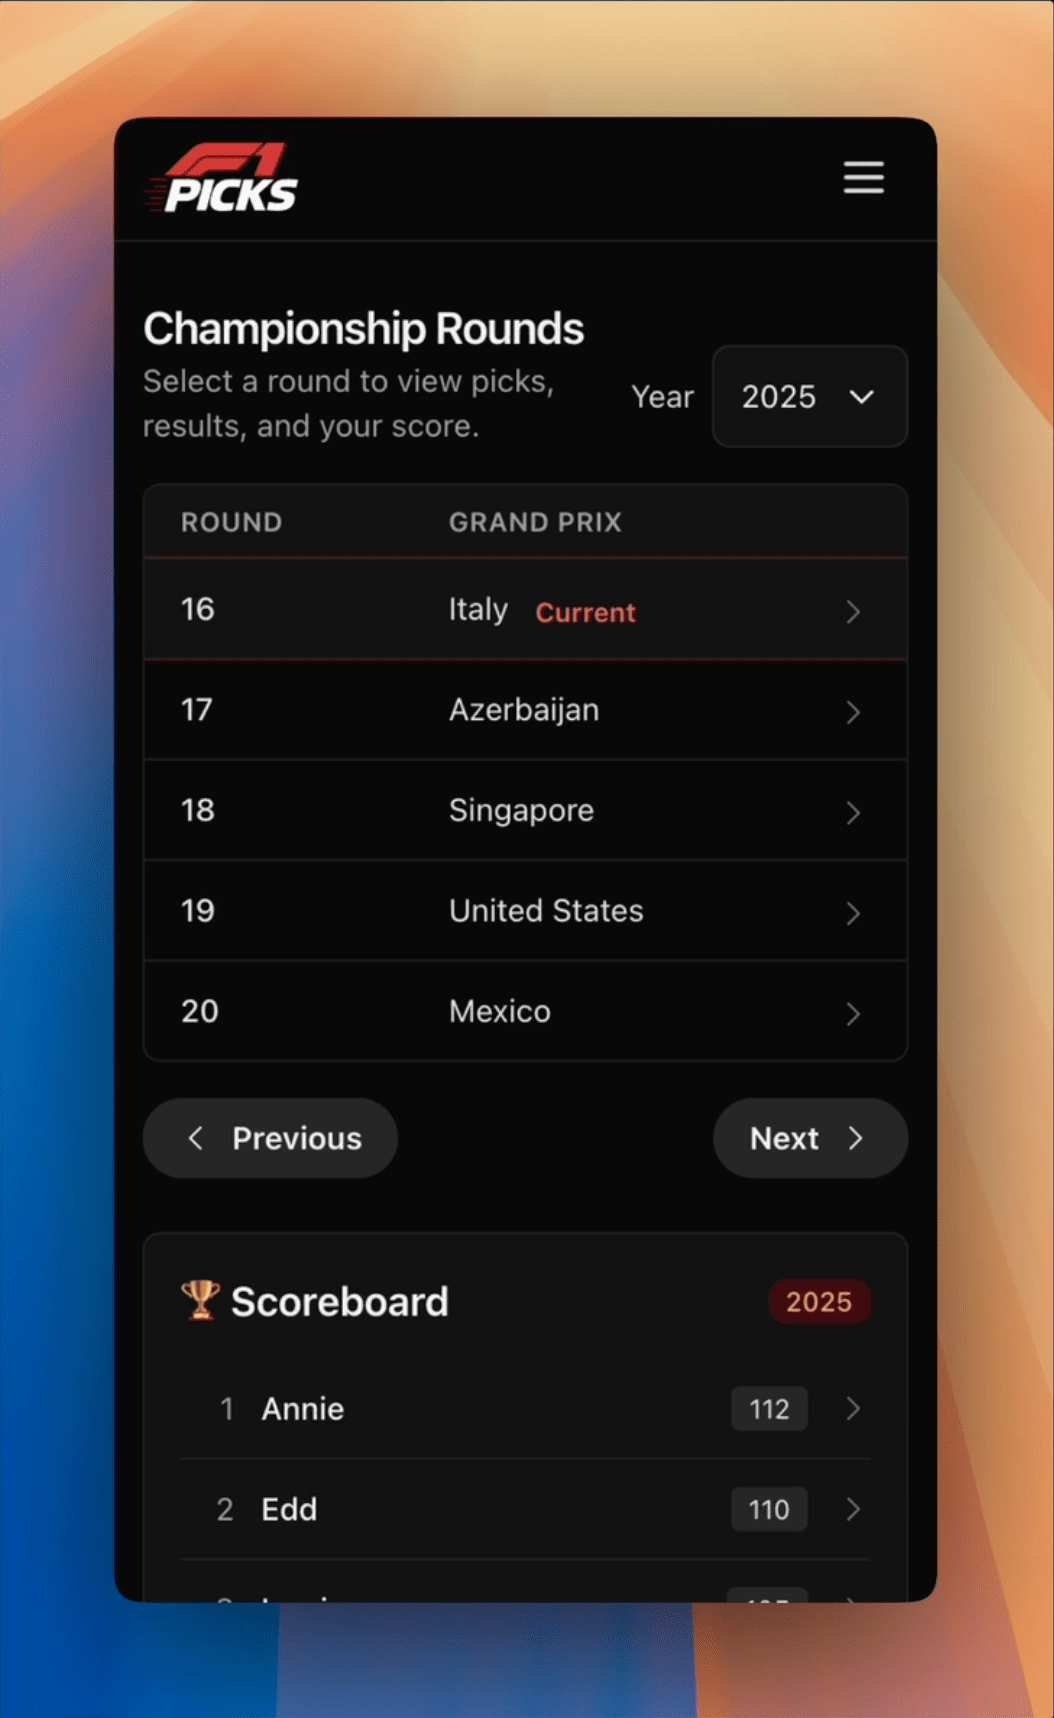 F1
PICKS
Championship Rounds
Select a round to view picks,
results, and your score.
Year 2025
ROUND GRAND PRIX
16 Italy Current
17 Azerbaijan
18 Singapore
19 United States
20 Mexico
Previous Next
🏆 Scoreboard 2025
1 Annie 112
2 Edd 110